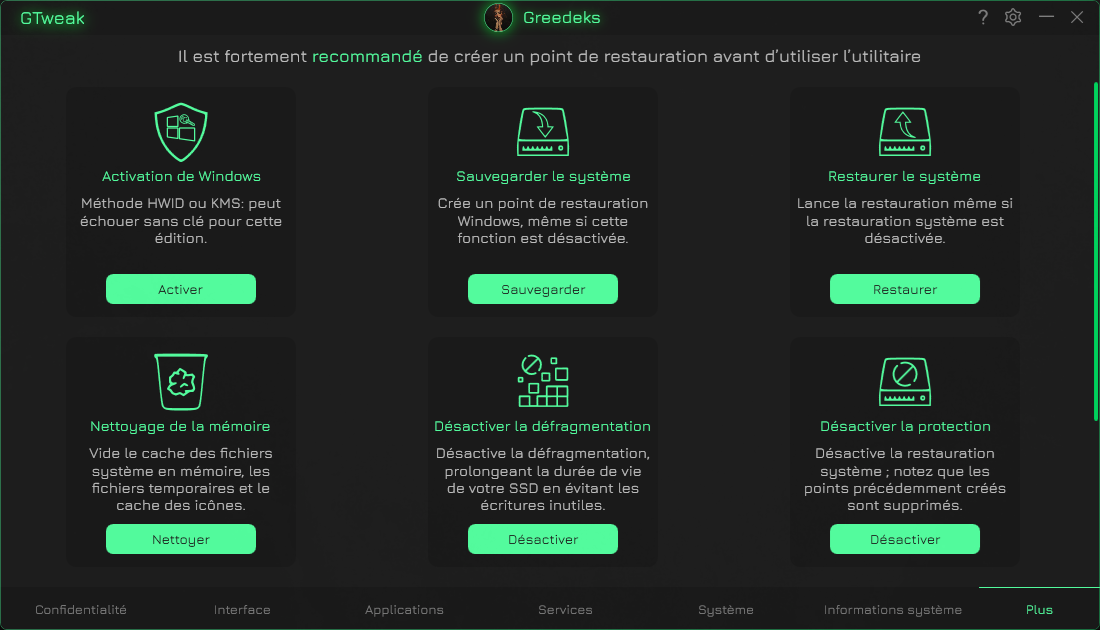 GTweak
Greedeks
?
Il est fortement recommandé de créer un point de restauration avant d’utiliser l’utilitaire
Activation de Windows
Méthode HWID ou KMS: peut
échouer sans clé pour cette
édition.
Activer
Sauvegarder le système
Crée un point de restauration
Windows, même si cette
fonction est désactivée.
Sauvegarder
Restaurer le système
Lance la restauration même si
la restauration système est
désactivée.
Restaurer
Nettoyage de la mémoire
Vide le cache des fichiers
système en mémoire, les
fichiers temporaires et le
cache des icônes.
Nettoyer
Désactiver la défragmentation
Désactive la défragmentation,
prolongeant la durée de vie
de votre SSD en évitant les
écritures inutiles.
Désactiver
Désactiver la protection
Désactive la restauration
système ; notez que les
points précédemment créés
sont supprimés.
Désactiver
Confidentialité
Interface
Applications
Services
Système
Informations système
Plus